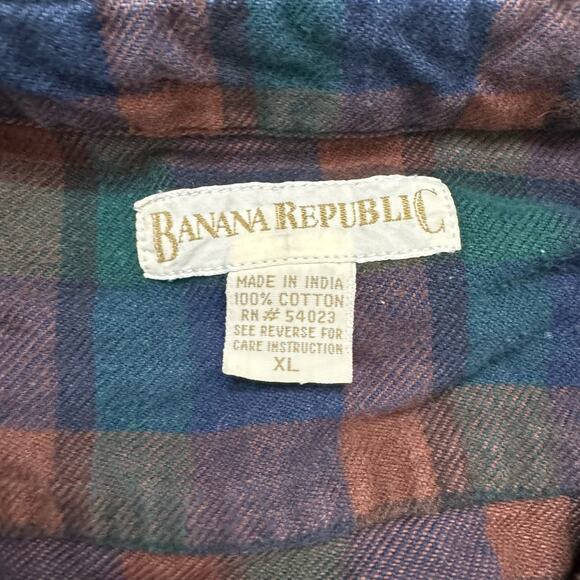 BANANA REPUBLIC
MADE IN INDIA
100% COTTON
RN# 54023
SEE REVERSE FOR
CARE INSTRUCTION
XL